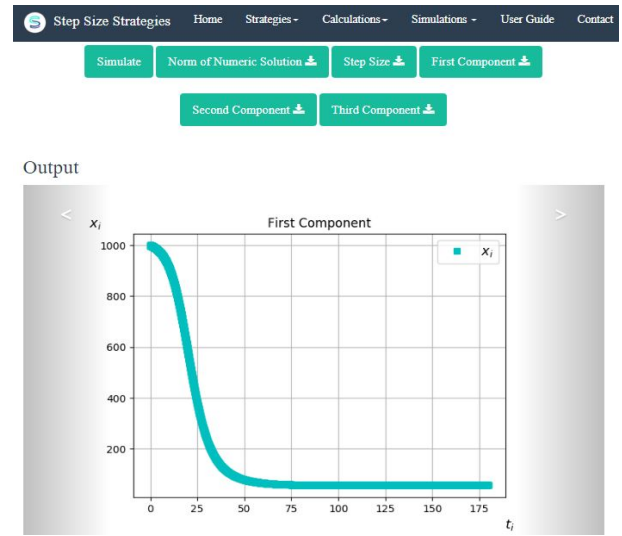 Step Size Strategies Home Strategies Calculations Simulations User Guide Contact
Simulate Norm of Numeric Solution Step Size First Component
Second Component Third Component
Output
< >
x_i First Component
x_i
1000
800
600
400
200
0 25 50 75 100 125 150 175
t_i